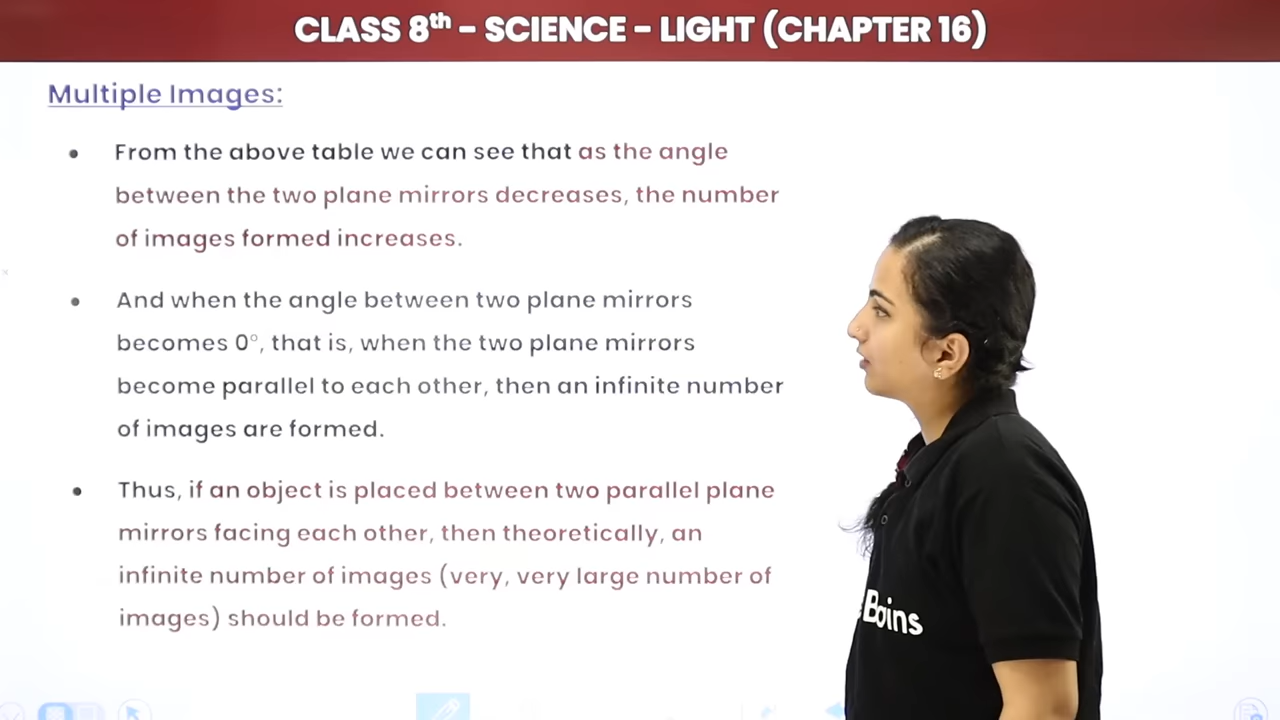 CLASS 8th – SCIENCE – LIGHT (CHAPTER 16)
Multiple Images:
• From the above table we can see that as the angle
between the two plane mirrors decreases, the number
of images formed increases.
• And when the angle between two plane mirrors
becomes 0°, that is, when the two plane mirrors
become parallel to each other, then an infinite number
of images are formed.
• Thus, if an object is placed between two parallel plane
mirrors facing each other, then theoretically, an
infinite number of images (very, very large number of
images) should be formed.
Bains